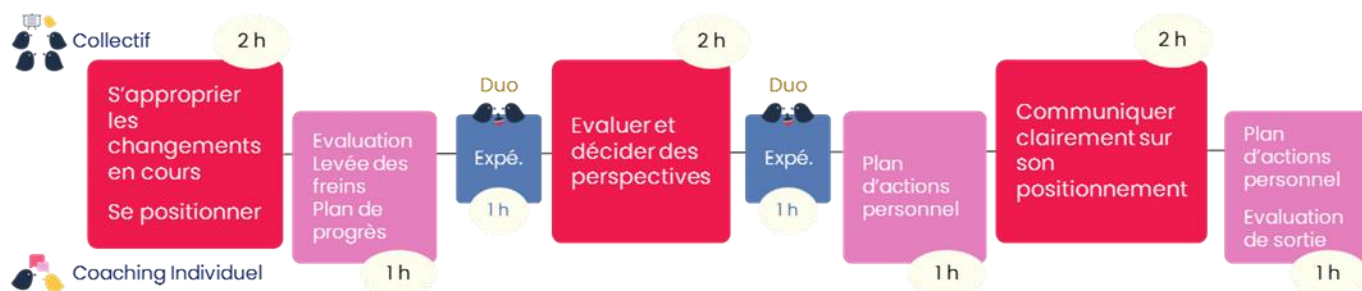 Collectif
2 h
S'approprier
les
changements
en cours
Se positionner
Evaluation
Levée des
freins
Plan de
progrès
1 h
Duo
Expé.
1 h
2 h
Evaluer et
décider des
perspectives
Duo
Expé.
1 h
Plan
d'actions
personnel
1 h
2 h
Communiquer
clairement sur
son
positionnement
Plan
d'actions
personnel
Evaluation
de sortie
1 h
Coaching Individuel